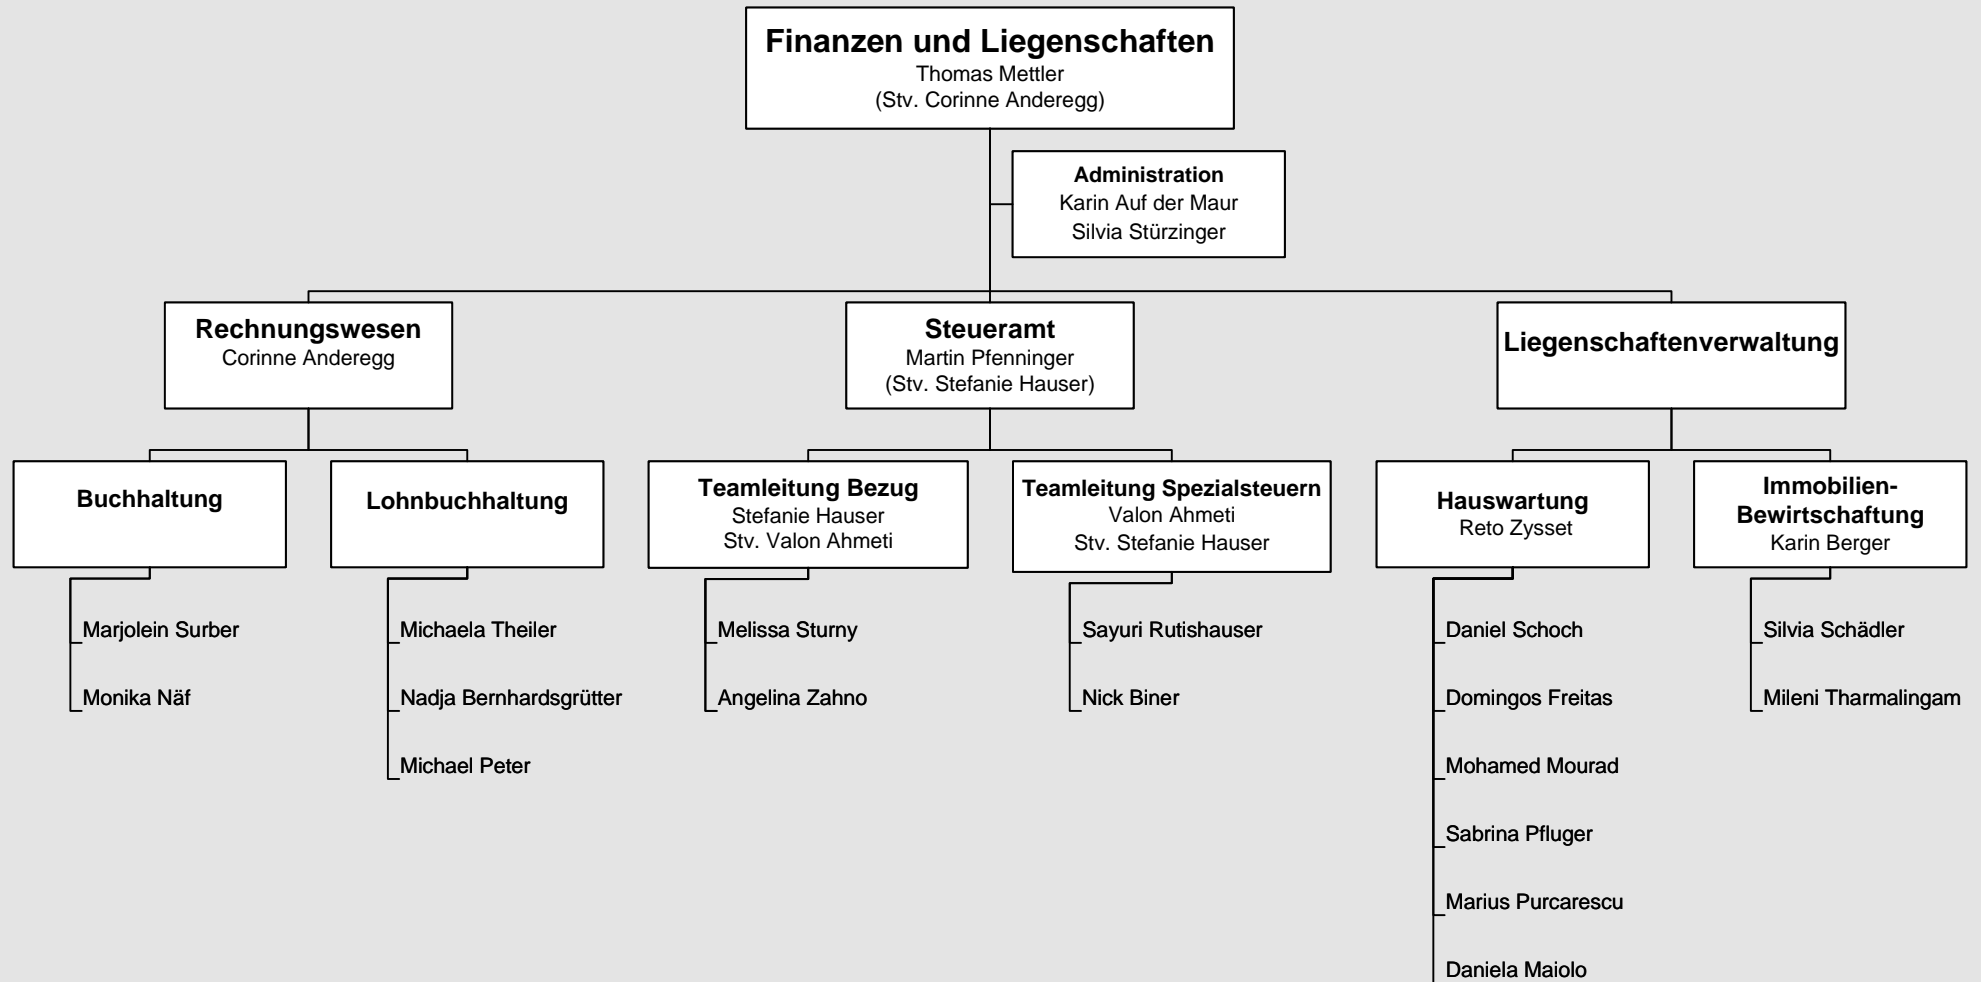 Finanzen und Liegenschaften
Thomas Mettler
(Stv. Corinne Anderegg)
Administration
Karin Auf der Maur
Silvia Stürzinger
Rechnungswesen
Corinne Anderegg
Steueramt
Martin Pfenninger
(Stv. Stefanie Hauser)
Liegenschaftenverwaltung
Buchhaltung
Lohnbuchhaltung
Teamleitung Bezug
Stefanie Hauser
Stv. Valon Ahmeti
Teamleitung Spezialsteuern
Valon Ahmeti
Stv. Stefanie Hauser
Hauswartung
Reto Zysset
Immobilien-
Bewirtschaftung
Karin Berger
Marjolein Surber
Monika Näf
Michaela Theiler
Nadja Bernhardsgrütter
Michael Peter
Melissa Sturny
Angelina Zahno
Sayuri Rutishauser
Nick Biner
Daniel Schoch
Domingos Freitas
Mohamed Mourad
Sabrina Pfluger
Marius Purcarescu
Daniela Maiolo
Silvia Schädler
Mileni Tharmalingam